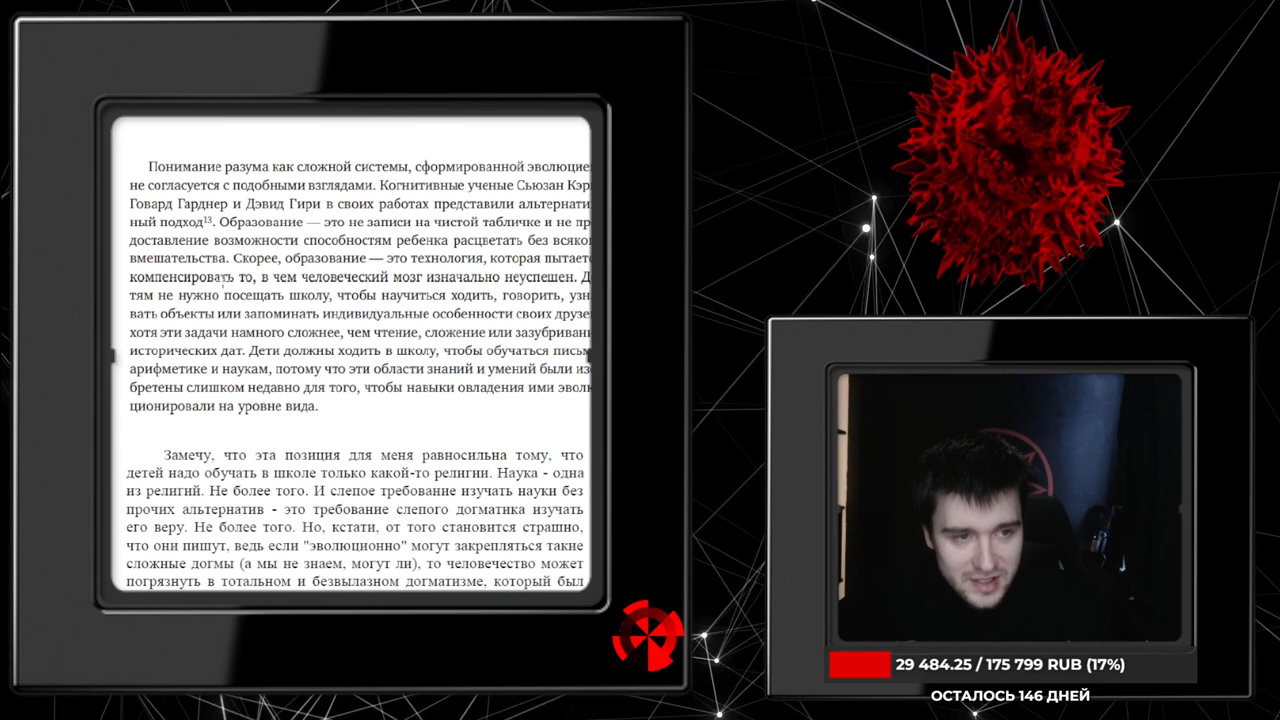 Понимание разума как сложной системы, сформированной эволюцие
не согласуется с подобными взглядами. Когнитивные ученые Сьюзан Кэр
Говард Гарднер и Дэвид Гири в своих работах представили альтернати
ный подход¹³. Образование — это не записи на чистой табличке и не пр
доставление возможности способностям ребенка расцветать без всяко
вмешательства. Скорее, образование — это технология, которая пытает
компенсировать то, в чем человеческий мозг изначально неуспешен. Д
тям не нужно посещать школу, чтобы научиться ходить, говорить, узн
вать объекты или запоминать индивидуальные особенности своих друзе
хотя эти задачи намного сложнее, чем чтение, сложение или зазубриван
исторических дат. Дети должны ходить в школу, чтобы обучаться письм
арифметике и наукам, потому что эти области знаний и умений были из
бретены слишком недавно для того, чтобы навыки овладения ими эвол
ционировали на уровне вида.
Замечу, что эта позиция для меня равносильна тому, что
детей надо обучать в школе только какой-то религии. Наука - одна
из религий. Не более того. И слепое требование изучать науки без
прочих альтернатив - это требование слепого догматика изучать
его веру. Не более того. Но, кстати, от того становится страшно,
что они пишут, ведь если "эволюционно" могут закрепляться такие
сложные догмы (а мы не знаем, могут ли), то человечество может
погрязнуть в тотальном и безвылазном догматизме, который был
29 484.25 / 175 799 RUB (17%)
ОСТАЛОСЬ 146 ДНЕЙ